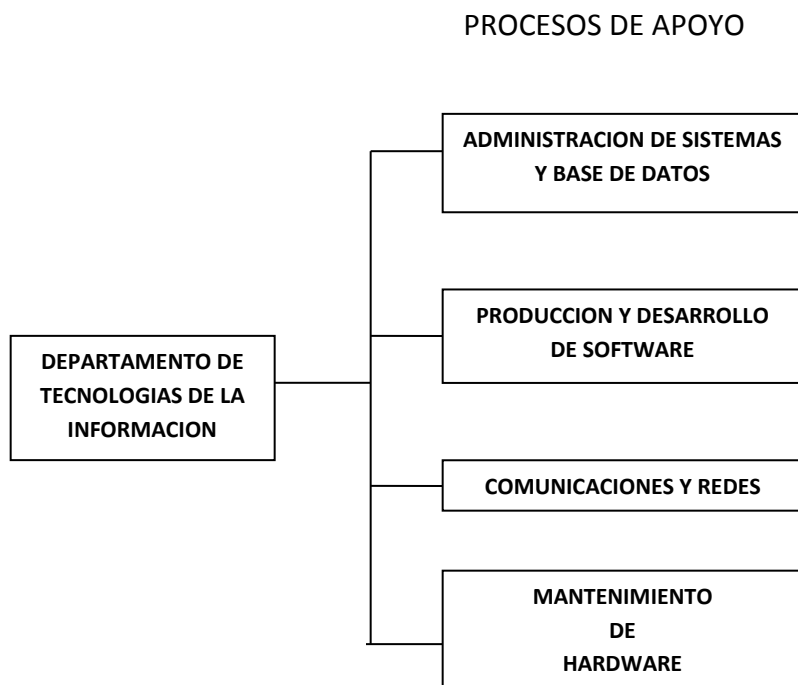 PROCESOS DE APOYO
ADMINISTRACION DE SISTEMAS
Y BASE DE DATOS
PRODUCCION Y DESARROLLO
DE SOFTWARE
DEPARTAMENTO DE
TECNOLOGIAS DE LA
INFORMACION
COMUNICACIONES Y REDES
MANTENIMIENTO
DE
HARDWARE